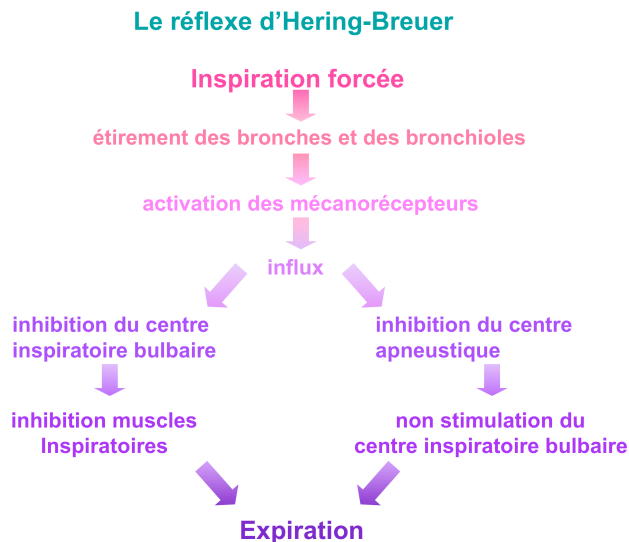 Le réflexe d'Hering-Breuer
Inspiration forcée
étirement des bronches et des bronchioles
activation des mécanorécepteurs
influx
inhibition du centre
inspiratoire bulbaire
inhibition muscles
Inspiratoires
inhibition du centre
apneustique
non stimulation du
centre inspiratoire bulbaire
Expiration